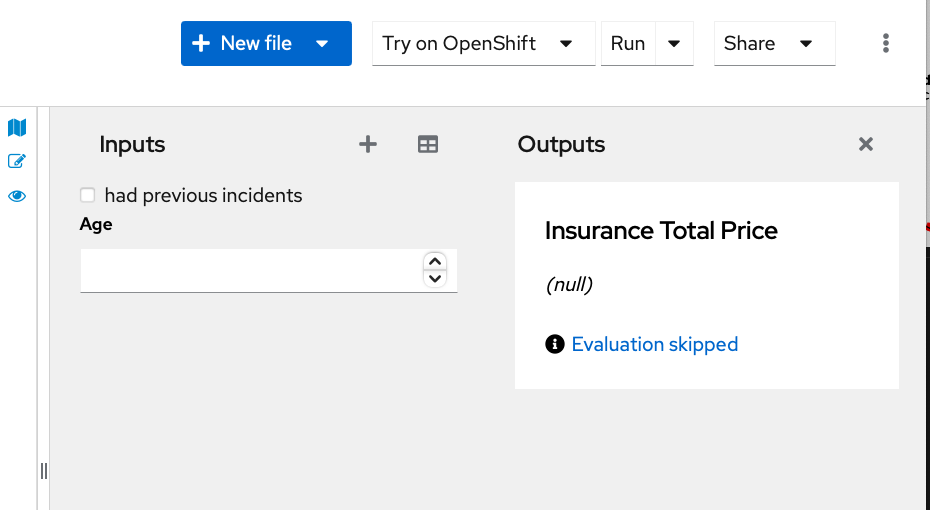 New file
Try on OpenShift
Run
Share
Inputs
Outputs
had previous incidents
Age
Insurance Total Price
(null)
Evaluation skipped